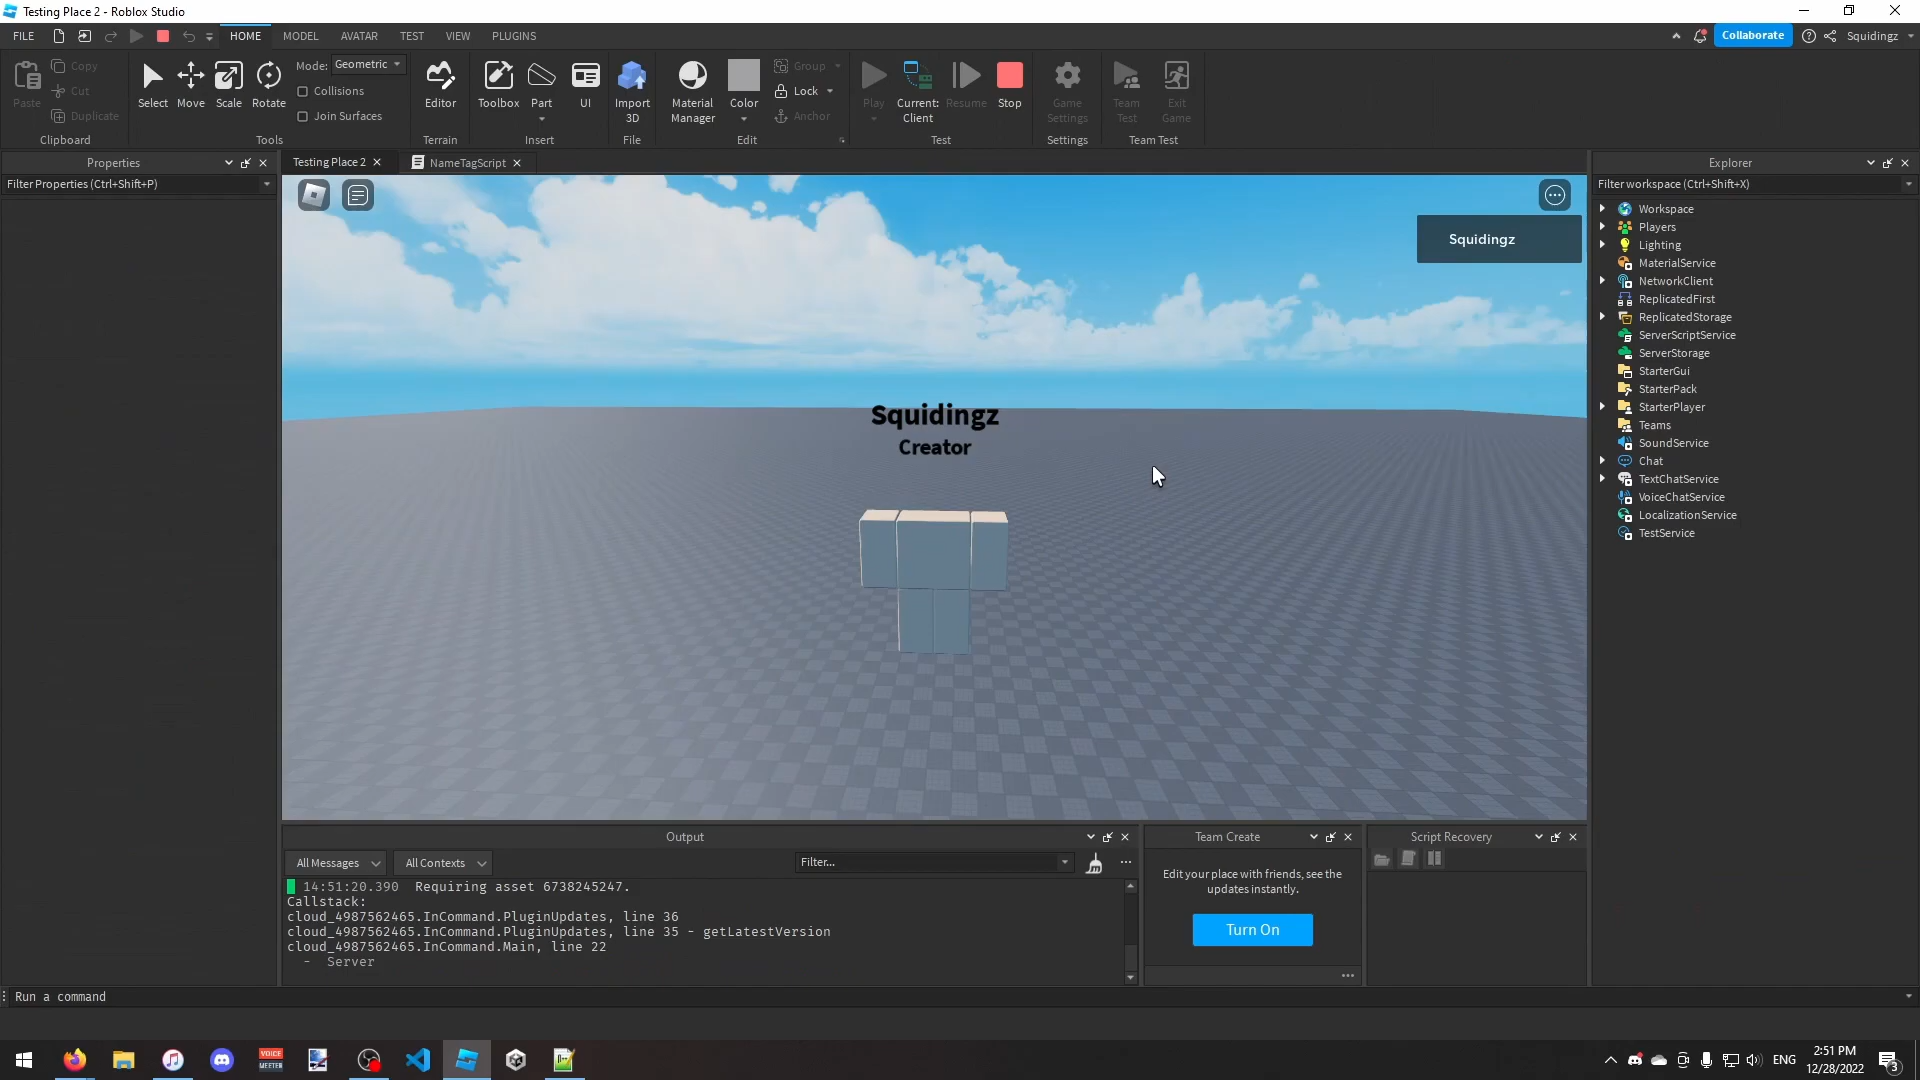 Testing Place 2 - Roblox Studio
FILE
HOME
MODEL
AVATAR
TEST
VIEW
PLUGINS
Collaborate
Squidingz
Paste
Copy
Cut
Duplicate
Clipboard
Select
Move
Scale
Rotate
Mode:
Geometric
Collisions
Join Surfaces
Tools
Editor
Terrain
Toolbox
Part
UI
Insert
Import
3D
File
Material
Manager
Color
Group
Lock
Anchor
Edit
Play
Current:
Client
Resume
Stop
Test
Game
Settings
Settings
Team
Test
Exit
Game
Team Test
Properties
Filter Properties (Ctrl+Shift+P)
Testing Place 2
NameTagScript
Squidingz
Squidingz
Creator
Explorer
Filter workspace (Ctrl+Shift+X)
Workspace
Players
Lighting
MaterialService
NetworkClient
ReplicatedFirst
ReplicatedStorage
ServerScriptService
ServerStorage
StarterGui
StarterPack
StarterPlayer
Teams
SoundService
Chat
TextChatService
VoiceChatService
LocalizationService
TestService
Output
All Messages
All Contexts
Filter...
14:51:20.390 Requiring asset 6738245247.
Callstack:
cloud_4987562465.InCommand.PluginUpdates, line 36
cloud_4987562465.InCommand.PluginUpdates, line 35 - getLatestVersion
cloud_4987562465.InCommand.Main, line 22
- Server
Team Create
Edit your place with friends, see the
updates instantly.
Turn On
Script Recovery
Run a command
VOICE
MEETER
ENG
2:51 PM
12/28/2022
3